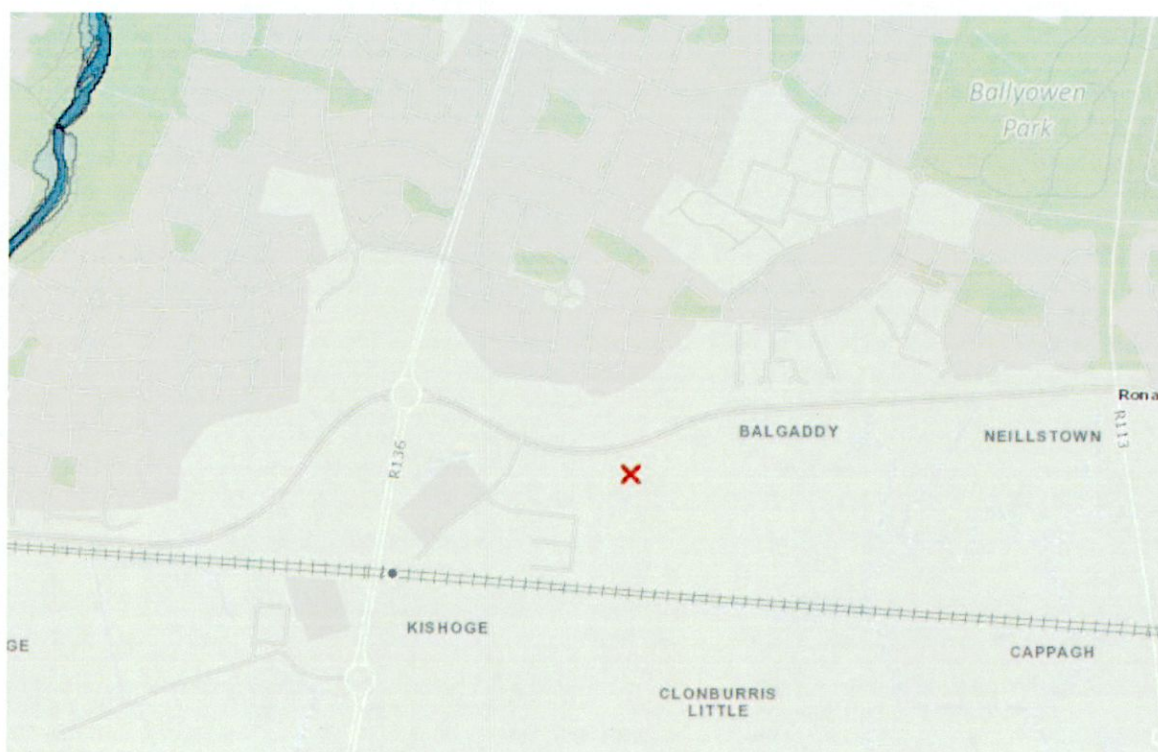 Ballyowen
Park
Rona
R113
BALGADDY
NEILLSTOWN
R136
KISHOGE
GE
CAPPAGH
CLONBURRIS
LITTLE